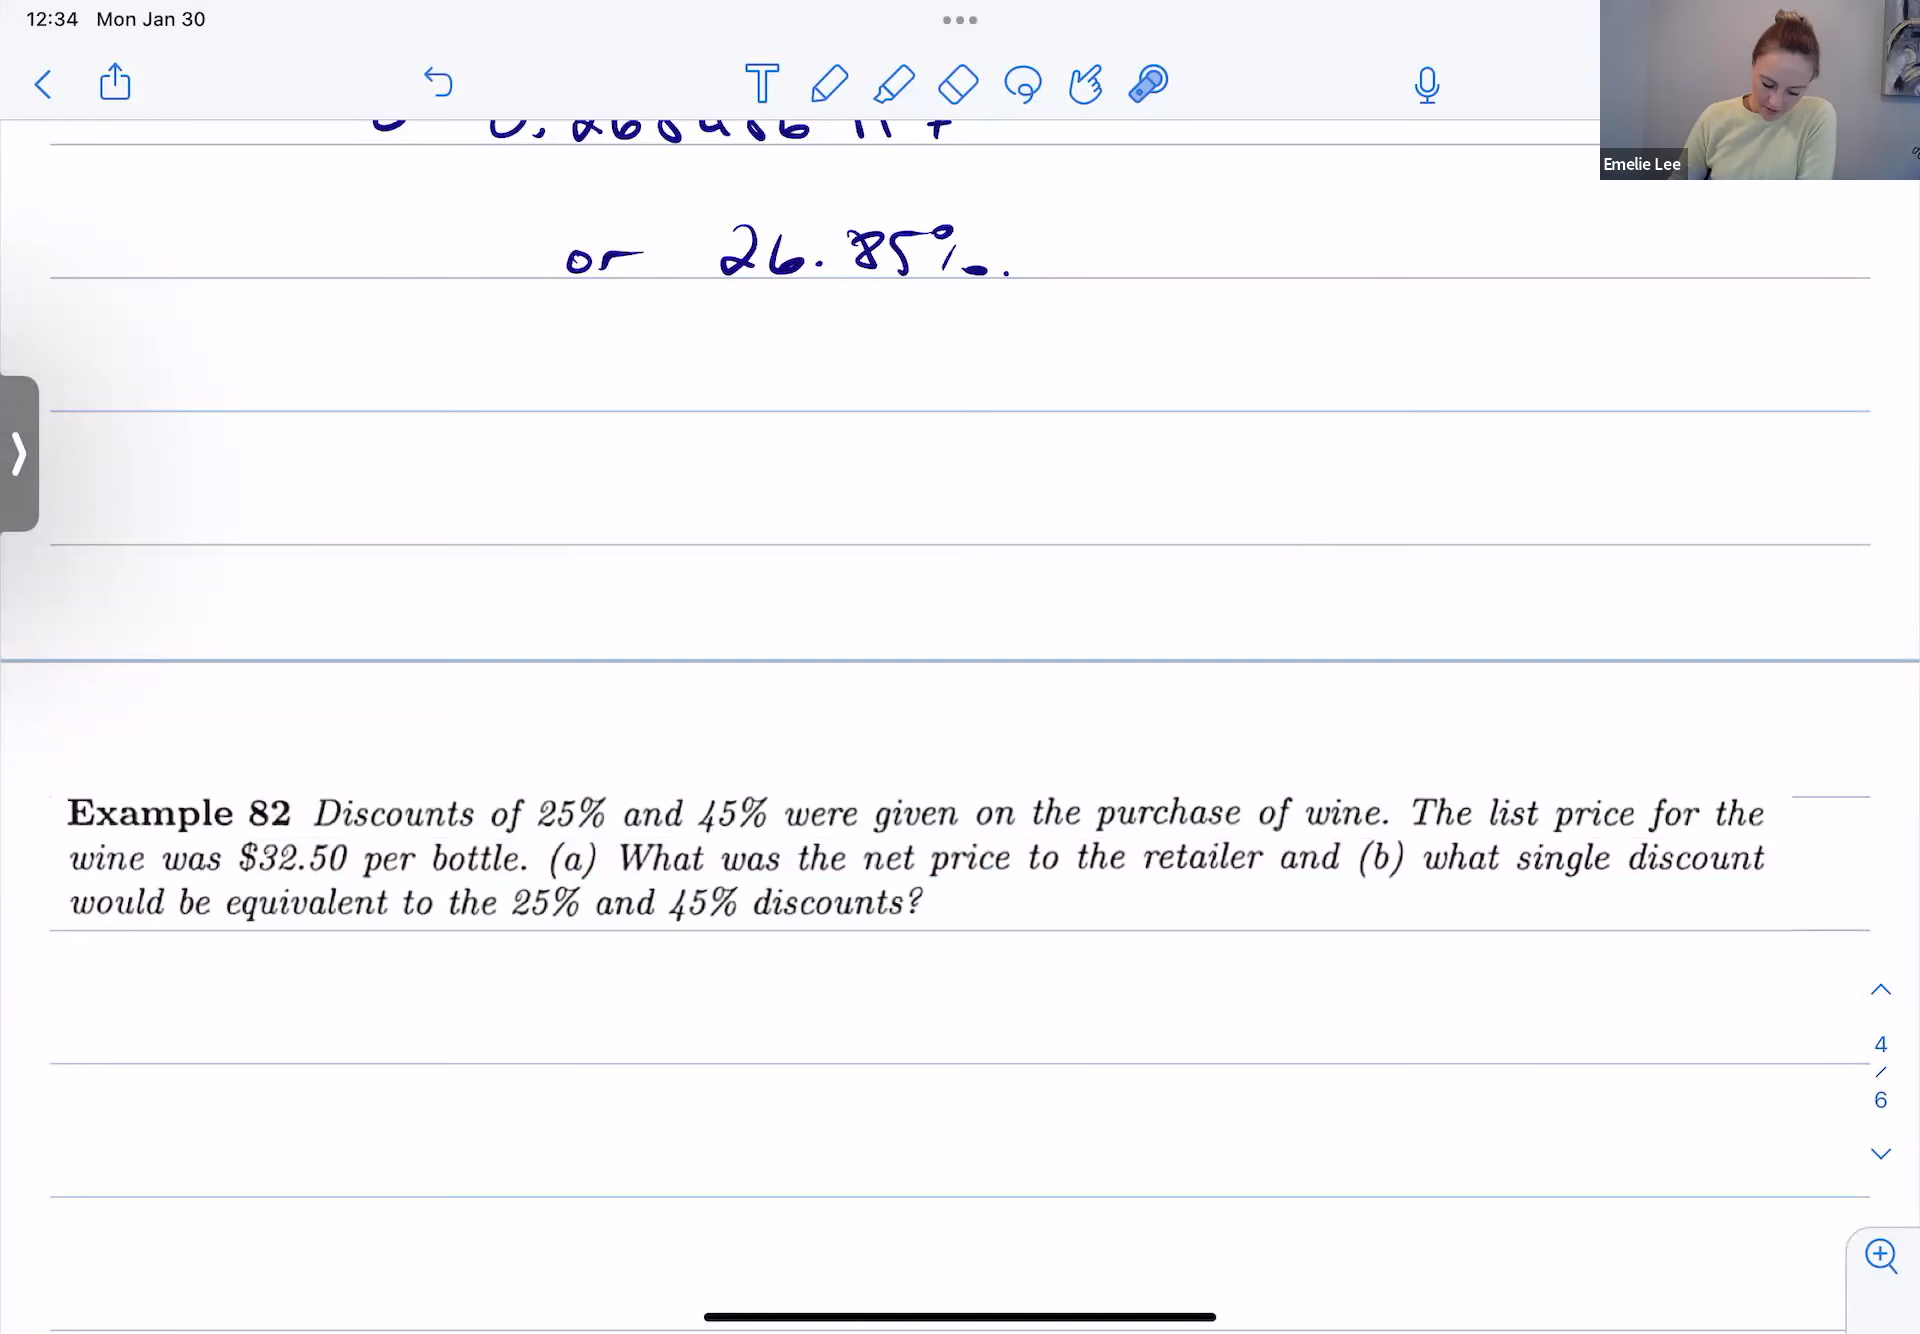 12:34 Mon Jan 30
Emelie Lee
or 26.85%.
Example 82 Discounts of 25% and 45% were given on the purchase of wine. The list price for the
wine was $32.50 per bottle. (a) What was the net price to the retailer and (b) what single discount
would be equivalent to the 25% and 45% discounts?
4
/
6